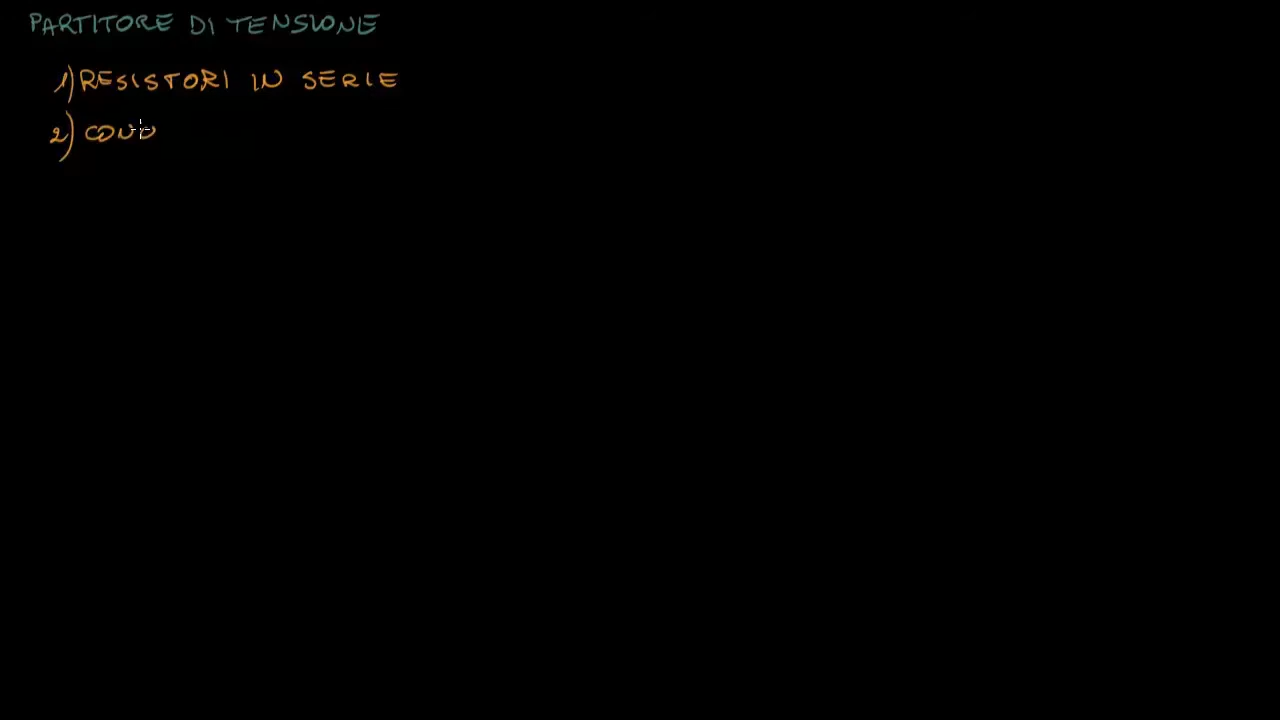 PARTITORE DI TENSIONE
1) RESISTORI IN SERIE
2) COND